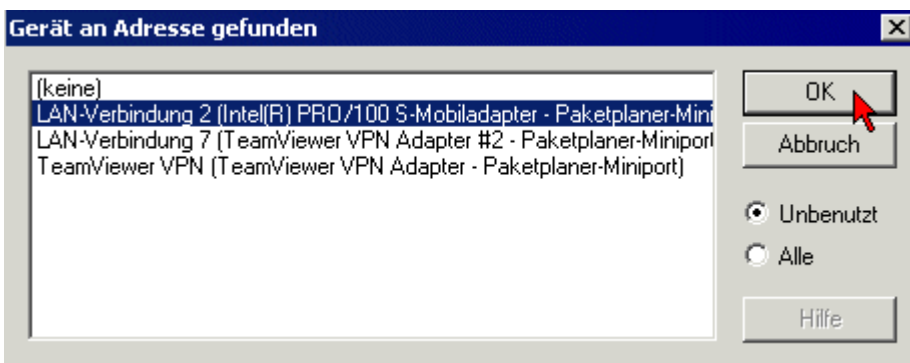 Gerät an Adresse gefunden
(keine)
LAN-Verbindung 2 (Intel(R) PRO/100 S-Mobiladapter - Paketplaner-Mini
LAN-Verbindung 7 (TeamViewer VPN Adapter #2 - Paketplaner-Miniport
TeamViewer VPN (TeamViewer VPN Adapter - Paketplaner-Miniport)
OK
Abbruch
Unbenutzt
Alle
Hilfe